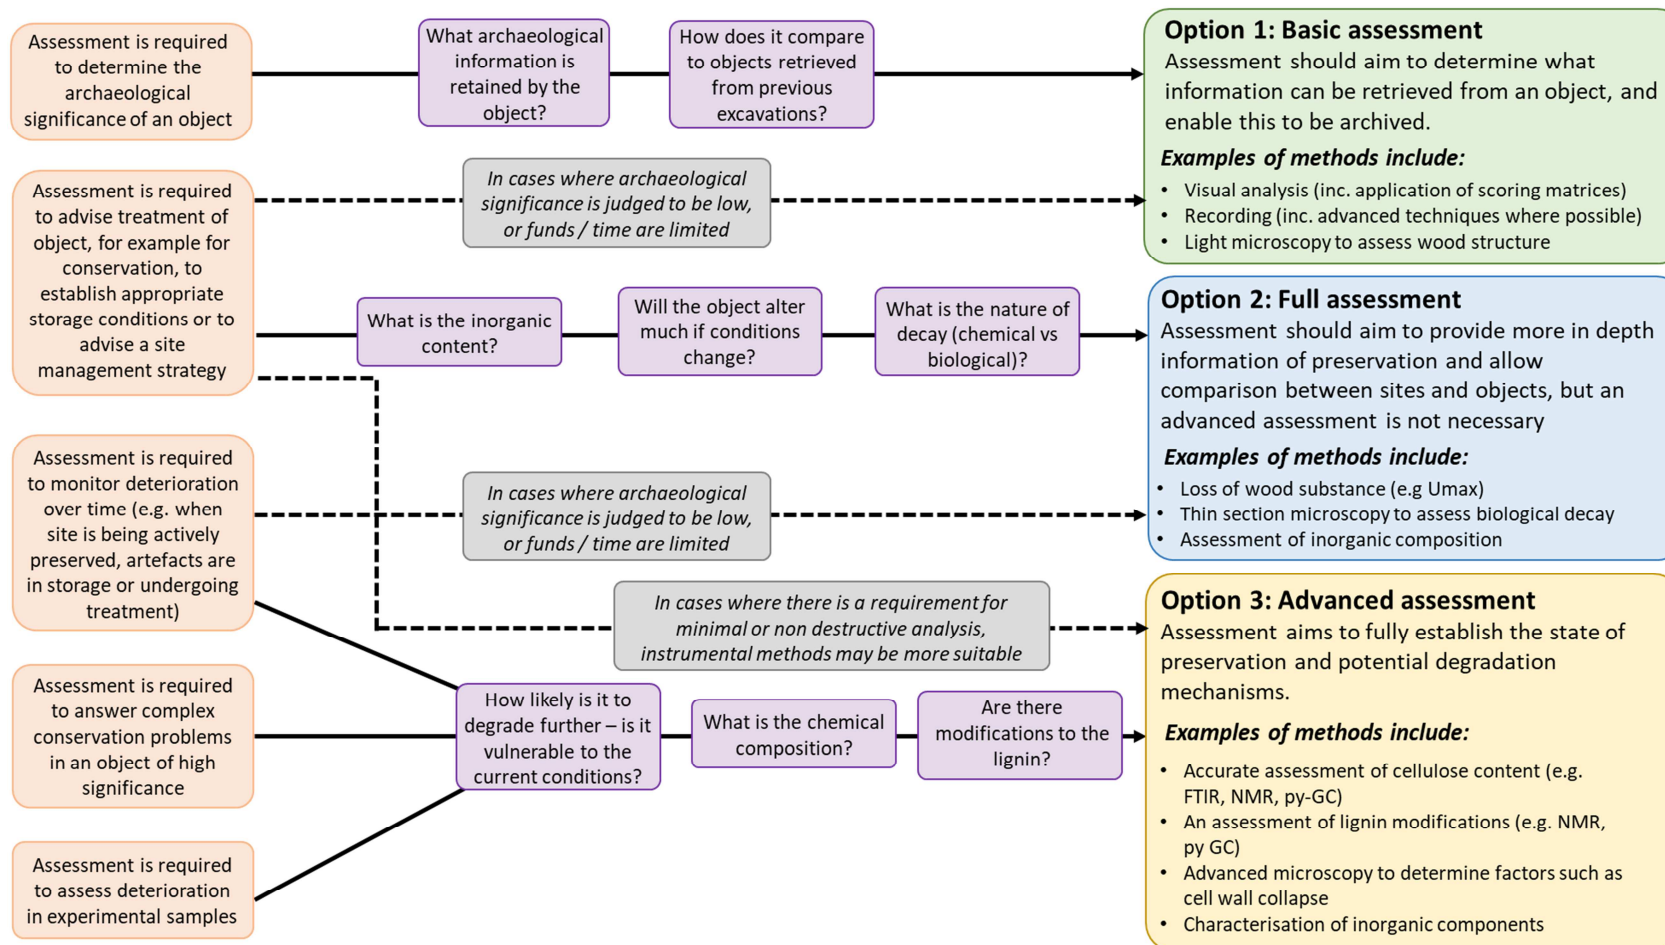 Assessment is required
to determine the
archaeological
significance of an object
What archaeological
information is
retained by the
object?
How does it compare
to objects retrieved
from previous
excavations?
Option 1: Basic assessment
Assessment should aim to determine what
information can be retrieved from an object, and
enable this to be archived.
Examples of methods include:
• Visual analysis (inc. application of scoring matrices)
• Recording (inc. advanced techniques where possible)
• Light microscopy to assess wood structure
Assessment is required
to advise treatment of
object, for example for
conservation, to
establish appropriate
storage conditions or to
advise a site
management strategy
In cases where archaeological
significance is judged to be low,
or funds / time are limited
What is the inorganic
content?
Will the object alter
much if conditions
change?
What is the nature of
decay (chemical vs
biological)?
Option 2: Full assessment
Assessment should aim to provide more in depth
information of preservation and allow
comparison between sites and objects, but an
advanced assessment is not necessary
Examples of methods include:
• Loss of wood substance (e.g Umax)
• Thin section microscopy to assess biological decay
• Assessment of inorganic composition
Assessment is required
to monitor deterioration
over time (e.g. when
site is being actively
preserved, artefacts are
in storage or undergoing
treatment)
In cases where archaeological
significance is judged to be low,
or funds / time are limited
In cases where there is a requirement for
minimal or non destructive analysis,
instrumental methods may be more suitable
Option 3: Advanced assessment
Assessment aims to fully establish the state of
preservation and potential degradation
mechanisms.
Examples of methods include:
• Accurate assessment of cellulose content (e.g.
FTIR, NMR, py-GC)
• An assessment of lignin modifications (e.g. NMR,
py GC)
• Advanced microscopy to determine factors such as
cell wall collapse
• Characterisation of inorganic components
Assessment is required
to answer complex
conservation problems
in an object of high
significance
How likely is it to
degrade further – is it
vulnerable to the
current conditions?
What is the chemical
composition?
Are there
modifications to the
lignin?
Assessment is required
to assess deterioration
in experimental samples